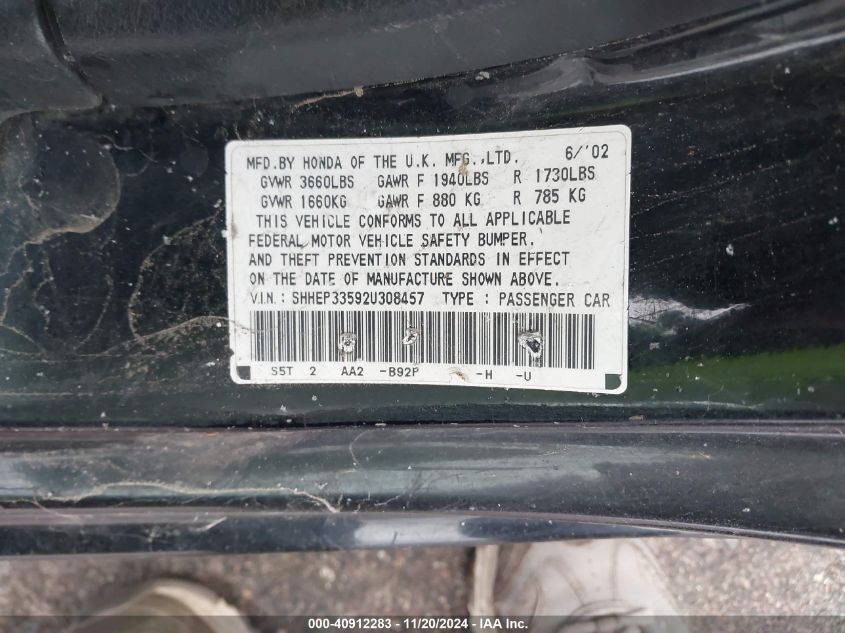 MFD.BY HONDA OF THE U.K. MFG.,LTD. 6/'02
GVWR 3660LBS GAWR F 1940LBS R 1730LBS
GVWR 1660KG GAWR F 880 KG R 785 KG
THIS VEHICLE CONFORMS TO ALL APPLICABLE
FEDERAL MOTOR VEHICLE SAFETY BUMPER,
AND THEFT PREVENTION STANDARDS IN EFFECT
ON THE DATE OF MANUFACTURE SHOWN ABOVE.
V.I.N.: SHHEP33592U308457 TYPE : PASSENGER CAR
S5T 2 AA2 -B92P -H -U
000-40912283 - 11/20/2024 - IAA Inc.